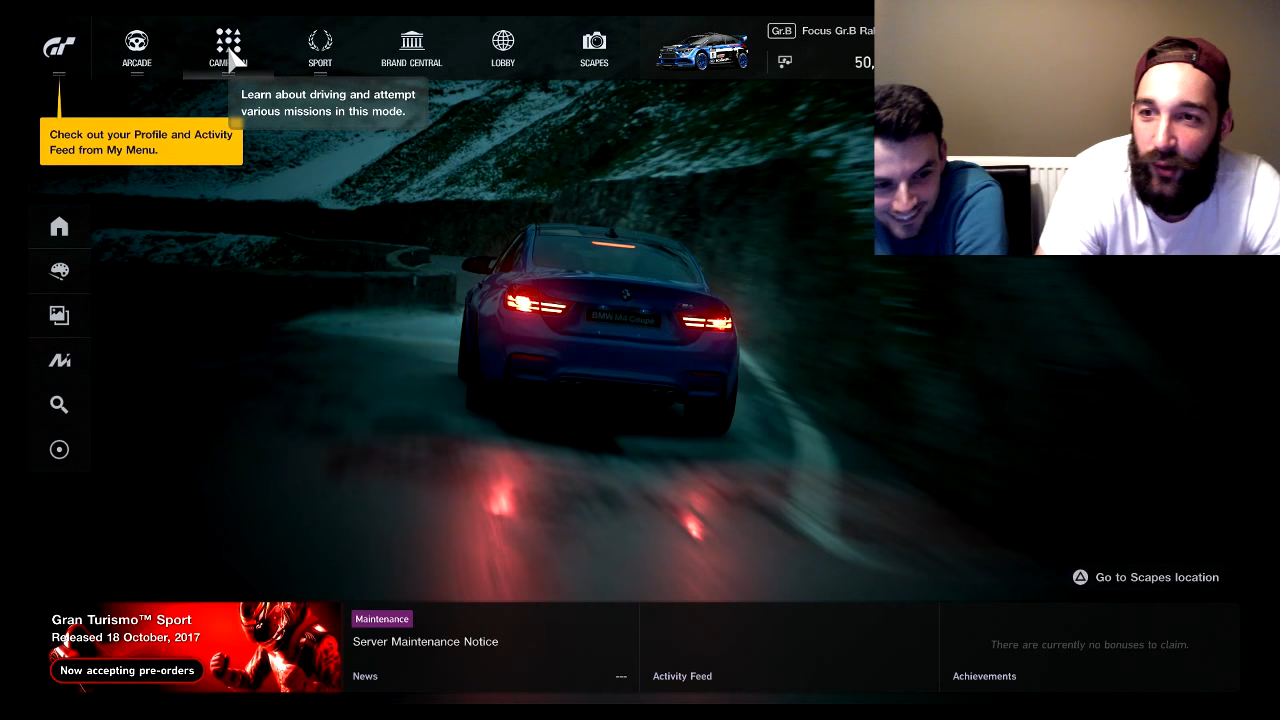 ARCADE
SPORT
BRAND CENTRAL
LOBBY
SCAPES
Gr.B Focus Gr.B
50,
Learn about driving and attempt
various missions in this mode.
Check out your Profile and Activity
Feed from My Menu.
BMW M4 Coupé
Go to Scapes location
Gran Turismo™ Sport
Released 18 October, 2017
Now accepting pre-orders
Maintenance
Server Maintenance Notice
News ---
Activity Feed
There are currently no bonuses to claim.
Achievements